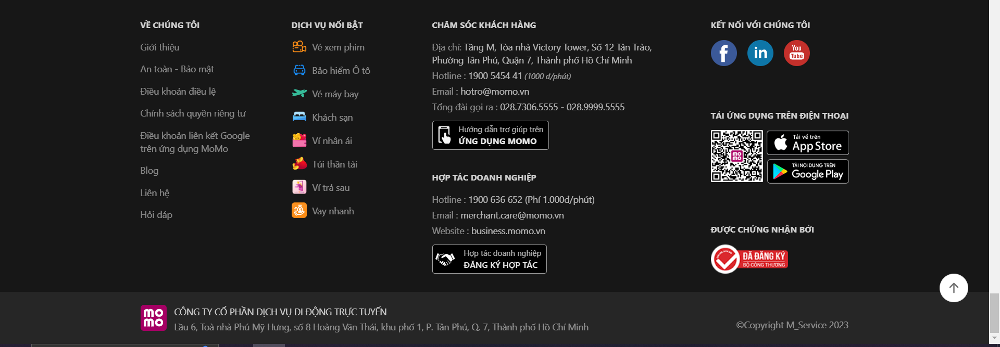 VỀ CHÚNG TÔI
Giới thiệu
An toàn - Bảo mật
Điều khoản điều lệ
Chính sách quyền riêng tư
Điều khoản liên kết Google
trên ứng dụng MoMo
Blog
Liên hệ
Hỏi đáp
DỊCH VỤ NỔI BẬT
Vé xem phim
Bảo hiểm Ô tô
Vé máy bay
Khách sạn
Ví nhân ái
Túi thần tài
Ví trả sau
Vay nhanh
CHĂM SÓC KHÁCH HÀNG
Địa chỉ: Tầng M, Tòa nhà Victory Tower, Số 12 Tân Trào,
Phường Tân Phú, Quận 7, Thành phố Hồ Chí Minh
Hotline : 1900 5454 41 (1000 đ/phút)
Email : hotro@momo.vn
Tổng đài gọi ra : 028.7306.5555 - 028.9999.5555
Hướng dẫn trợ giúp trên
ỨNG DỤNG MOMO
HỢP TÁC DOANH NGHIỆP
Hotline : 1900 636 652 (Phí 1.000đ/phút)
Email : merchant.care@momo.vn
Website : business.momo.vn
Hợp tác doanh nghiệp
ĐĂNG KÝ HỢP TÁC
KẾT NỐI VỚI CHÚNG TÔI
f
in
You
Tube
TẢI ỨNG DỤNG TRÊN ĐIỆN THOẠI
mo
mo
Tải về trên
App Store
TẢI NỘI DUNG TRÊN
Google Play
ĐƯỢC CHỨNG NHẬN BỞI
ONLINE.GOV.VN
ĐÃ ĐĂNG KÝ
BỘ CÔNG THƯƠNG
mo
mo
CÔNG TY CỔ PHẦN DỊCH VỤ DI ĐỘNG TRỰC TUYẾN
Lầu 6, Toà nhà Phú Mỹ Hưng, số 8 Hoàng Văn Thái, khu phố 1, P. Tân Phú, Q. 7, Thành phố Hồ Chí Minh
©Copyright M_Service 2023